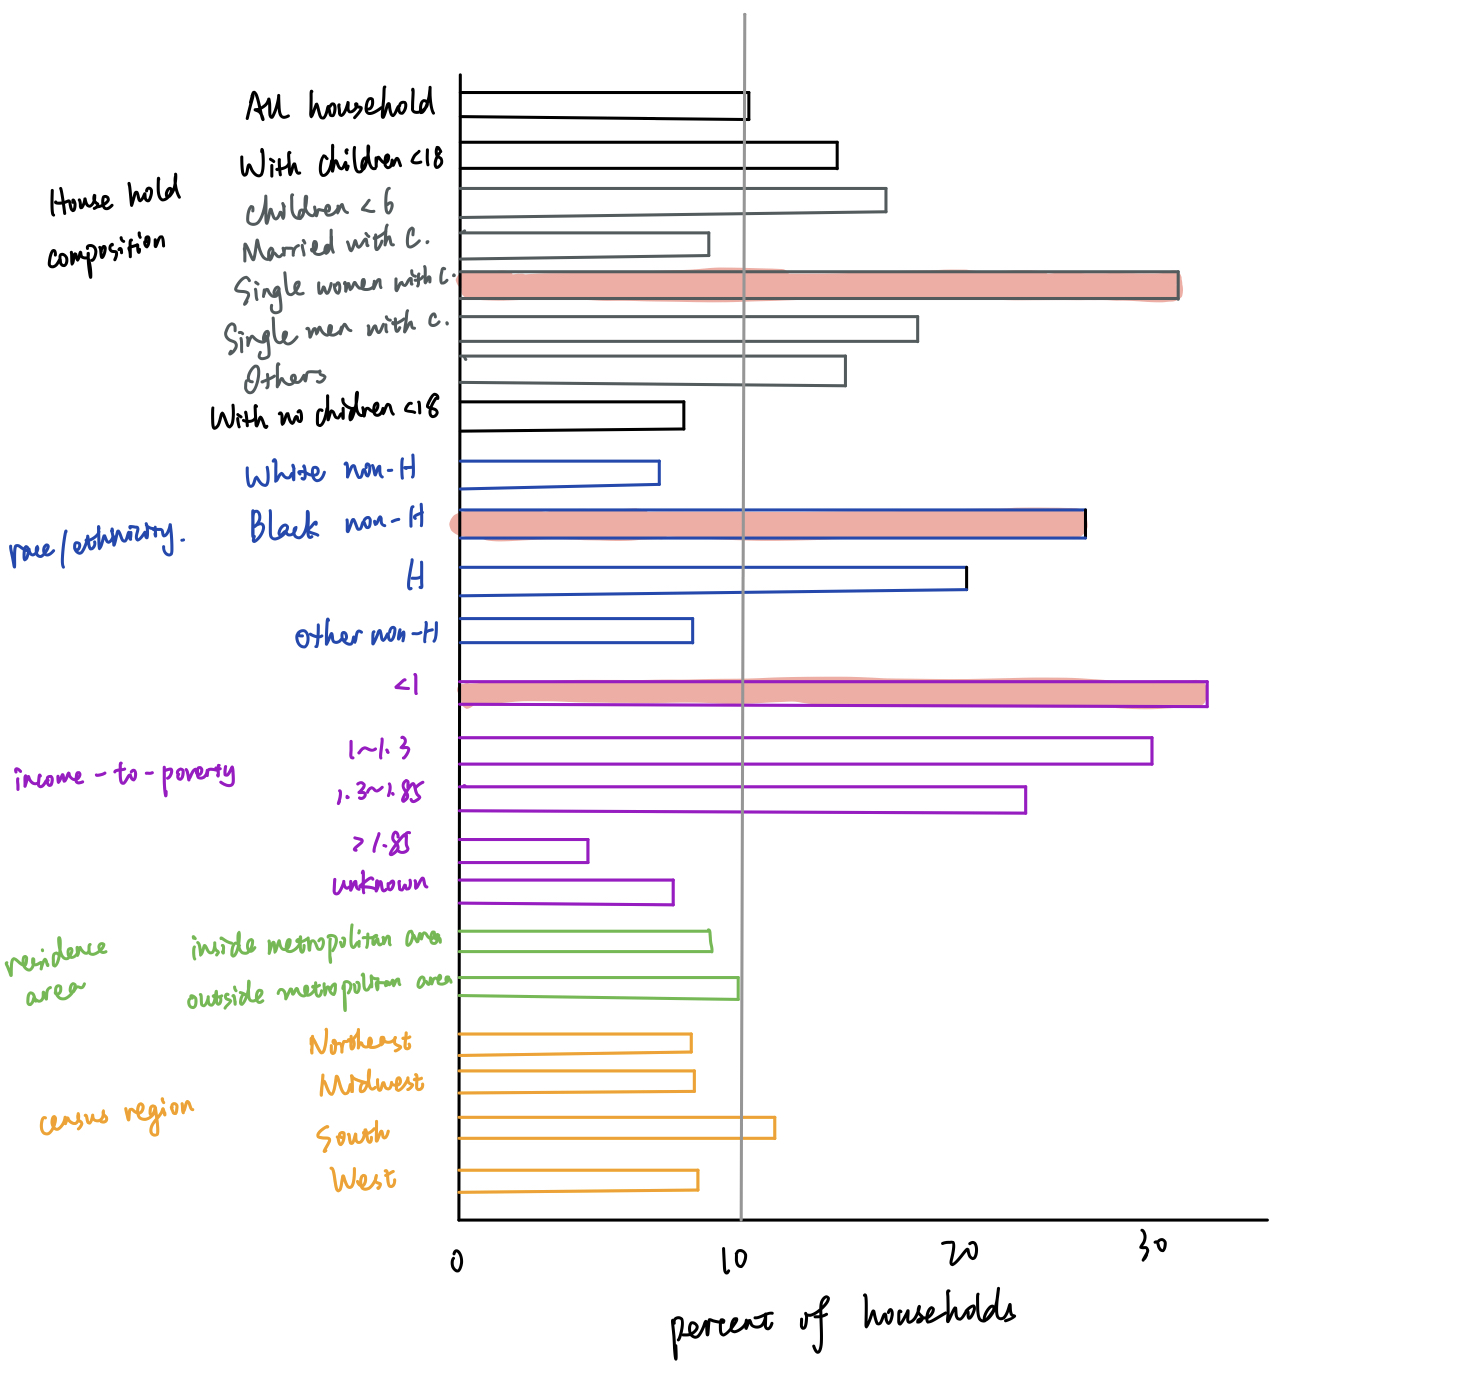 All household
With children <18
House hold
composition
children < 6
Married with c.
Single women with c.
Single men with c.
Others
With no children <18
White non-H
race/ethnicity.
Black non-H
H
other non-H
<1
income-to-poverty
1~1.3
1.3~1.85
>1.85
unknown
residence
area
inside metropolitan area
outside metropolitan area
Northeast
Midwest
census region
South
West
0 10 20 30
percent of households